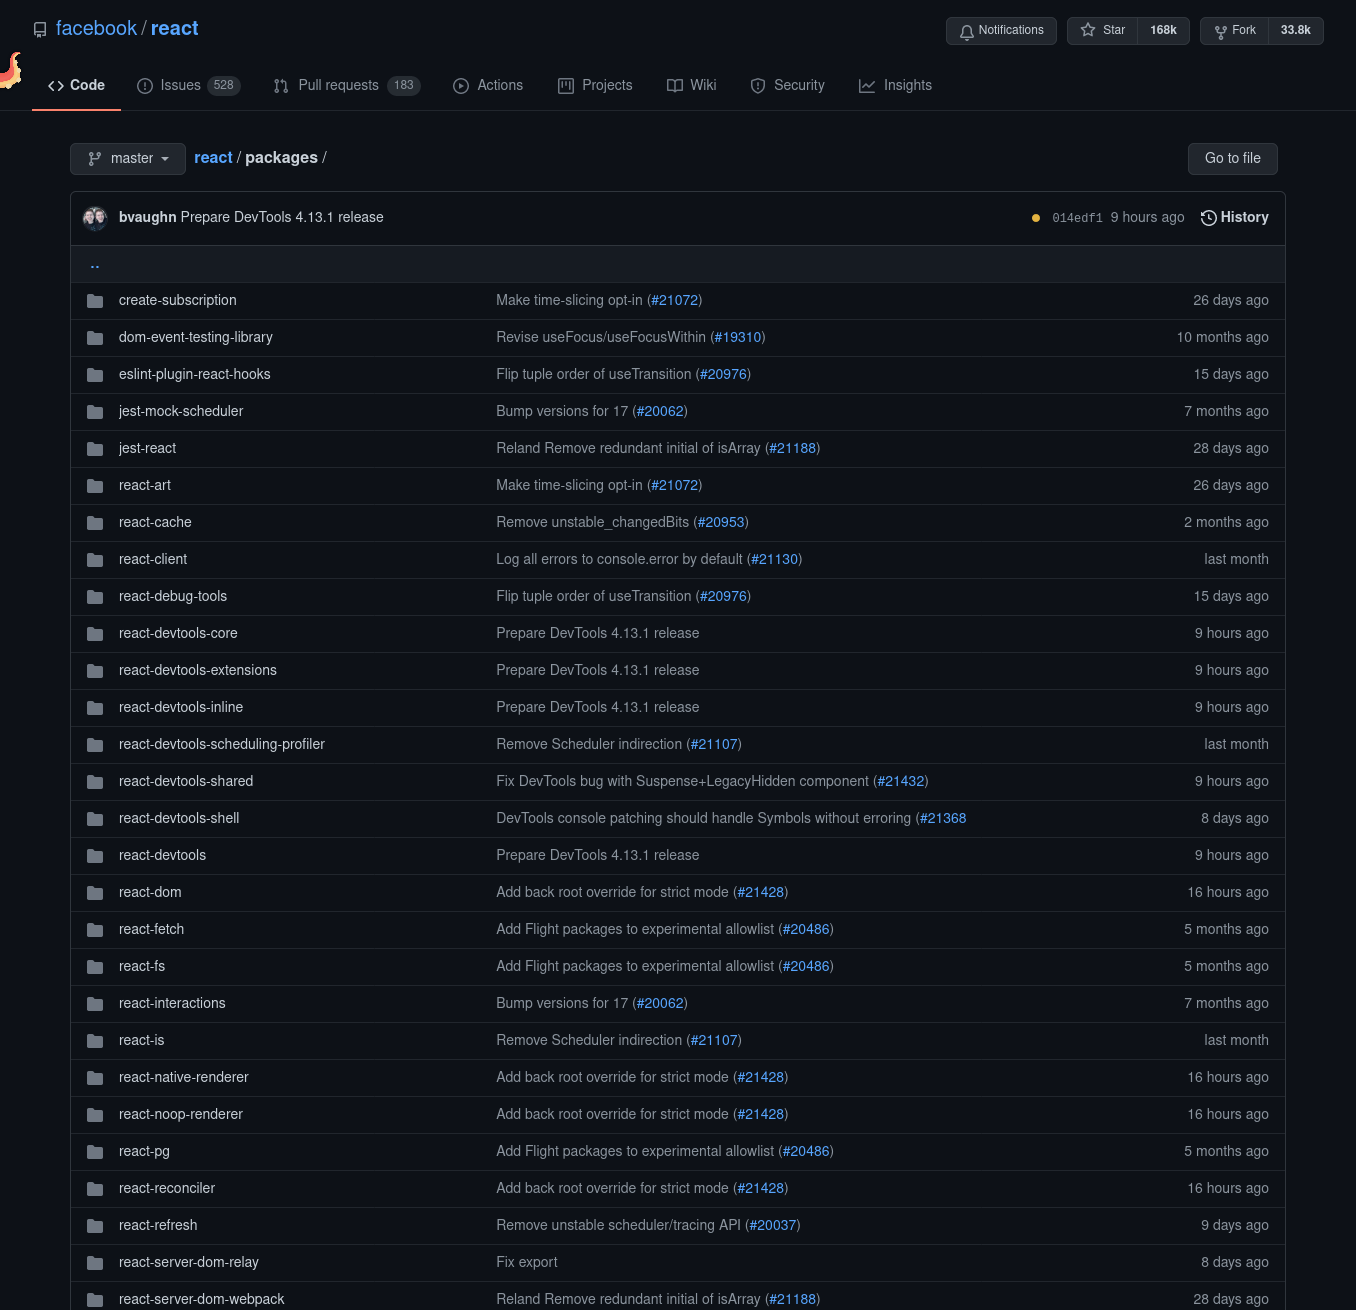 facebook / react
Notifications Star 168k Fork 33.8k
Code Issues 528 Pull requests 183 Actions Projects Wiki Security Insights
master react / packages / Go to file
bvaughn Prepare DevTools 4.13.1 release 014edf1 9 hours ago History
..
create-subscription Make time-slicing opt-in (#21072) 26 days ago
dom-event-testing-library Revise useFocus/useFocusWithin (#19310) 10 months ago
eslint-plugin-react-hooks Flip tuple order of useTransition (#20976) 15 days ago
jest-mock-scheduler Bump versions for 17 (#20062) 7 months ago
jest-react Reland Remove redundant initial of isArray (#21188) 28 days ago
react-art Make time-slicing opt-in (#21072) 26 days ago
react-cache Remove unstable_changedBits (#20953) 2 months ago
react-client Log all errors to console.error by default (#21130) last month
react-debug-tools Flip tuple order of useTransition (#20976) 15 days ago
react-devtools-core Prepare DevTools 4.13.1 release 9 hours ago
react-devtools-extensions Prepare DevTools 4.13.1 release 9 hours ago
react-devtools-inline Prepare DevTools 4.13.1 release 9 hours ago
react-devtools-scheduling-profiler Remove Scheduler indirection (#21107) last month
react-devtools-shared Fix DevTools bug with Suspense+LegacyHidden component (#21432) 9 hours ago
react-devtools-shell DevTools console patching should handle Symbols without erroring (#21368 8 days ago
react-devtools Prepare DevTools 4.13.1 release 9 hours ago
react-dom Add back root override for strict mode (#21428) 16 hours ago
react-fetch Add Flight packages to experimental allowlist (#20486) 5 months ago
react-fs Add Flight packages to experimental allowlist (#20486) 5 months ago
react-interactions Bump versions for 17 (#20062) 7 months ago
react-is Remove Scheduler indirection (#21107) last month
react-native-renderer Add back root override for strict mode (#21428) 16 hours ago
react-noop-renderer Add back root override for strict mode (#21428) 16 hours ago
react-pg Add Flight packages to experimental allowlist (#20486) 5 months ago
react-reconciler Add back root override for strict mode (#21428) 16 hours ago
react-refresh Remove unstable scheduler/tracing API (#20037) 9 days ago
react-server-dom-relay Fix export 8 days ago
react-server-dom-webpack Reland Remove redundant initial of isArray (#21188) 28 days ago